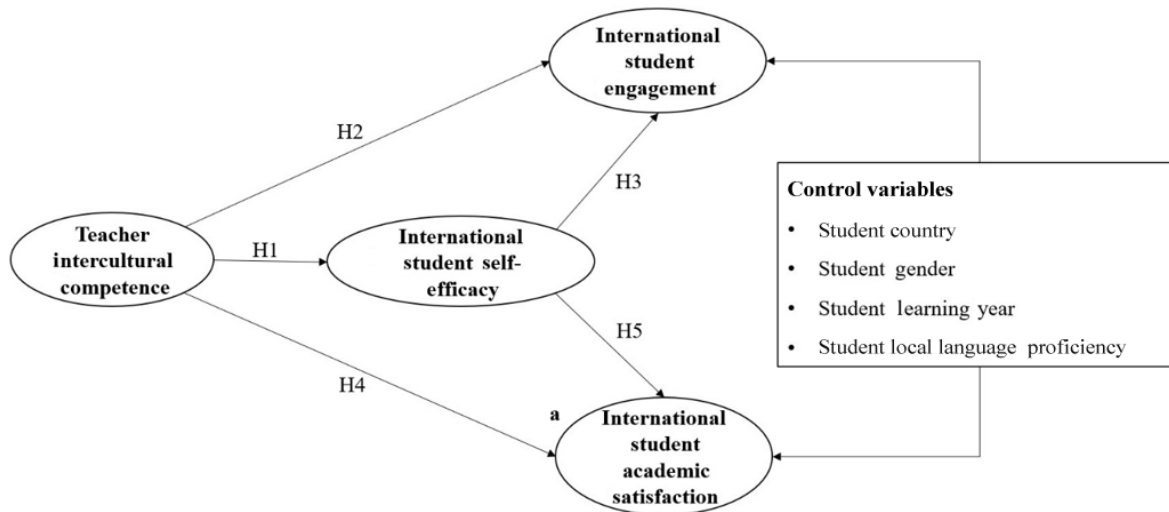 International
student
engagement
H2
H3
Control variables
• Student country
• Student gender
• Student learning year
• Student local language proficiency
Teacher
intercultural
competence
H1
International
student self-
efficacy
H5
H4
a
International
student
academic
satisfaction